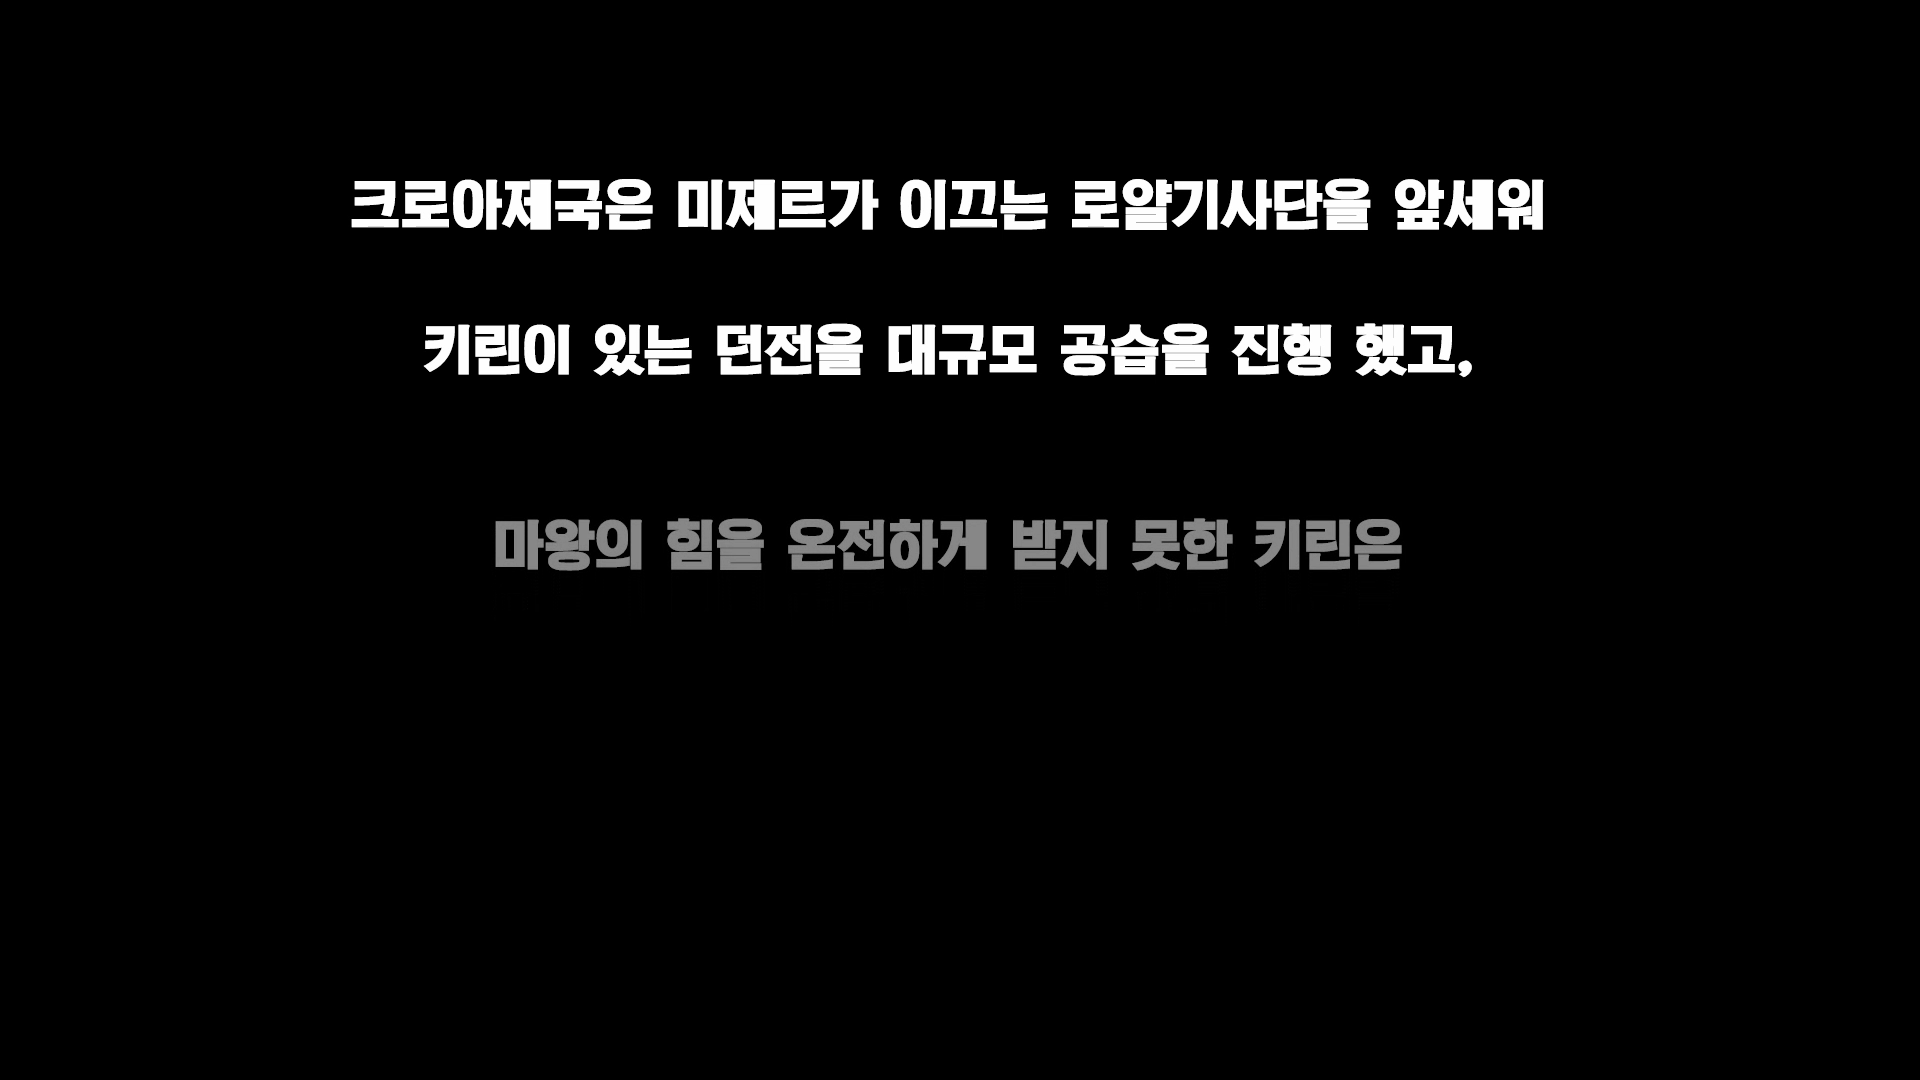 크로아제국은 미제르가 이끄는 로얄기사단을 앞세워
키린이 있는 던전을 대규모 공습을 진행 했고,
마왕의 힘을 온전하게 받지 못한 키린은